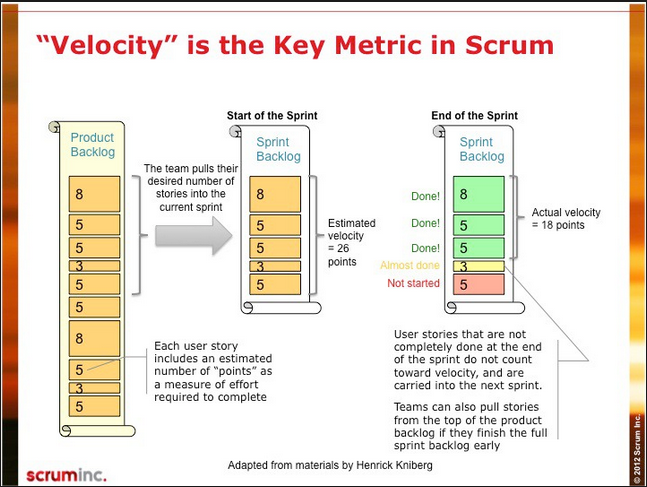 “Velocity” is the Key Metric in Scrum
Product
Backlog
8
5
5
3
5
5
8
5
3
5
The team pulls their
desired number of
stories into the
current sprint
Each user story
includes an estimated
number of “points” as
a measure of effort
required to complete
Start of the Sprint
Sprint
Backlog
8
5
5
3
5
Estimated
velocity
= 26
points
End of the Sprint
Sprint
Backlog
Done! 8
Done! 5
Done! 5
Almost done 3
Not started 5
Actual velocity
= 18 points
User stories that are not
completely done at the end
of the sprint do not count
toward velocity, and are
carried into the next sprint.
Teams can also pull stories
from the top of the product
backlog if they finish the full
sprint backlog early
Adapted from materials by Henrick Kniberg
scruminc.
© 2012 Scrum Inc.